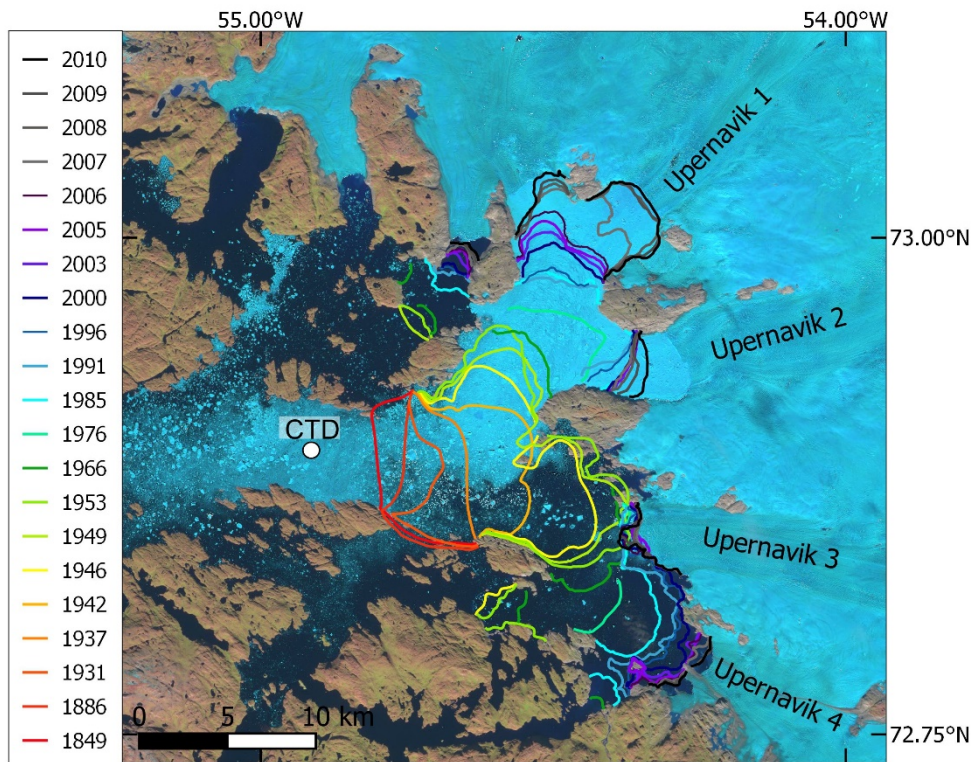 55.00°W
54.00°W
2010
2009
2008
2007
2006
2005
2003
2000
1996
1991
1985
1976
1966
1953
1949
1946
1942
1937
1931
1886
1849
Upernavik 1
73.00°N
Upernavik 2
CTD
Upernavik 3
Upernavik 4
0 5 10 km
72.75°N